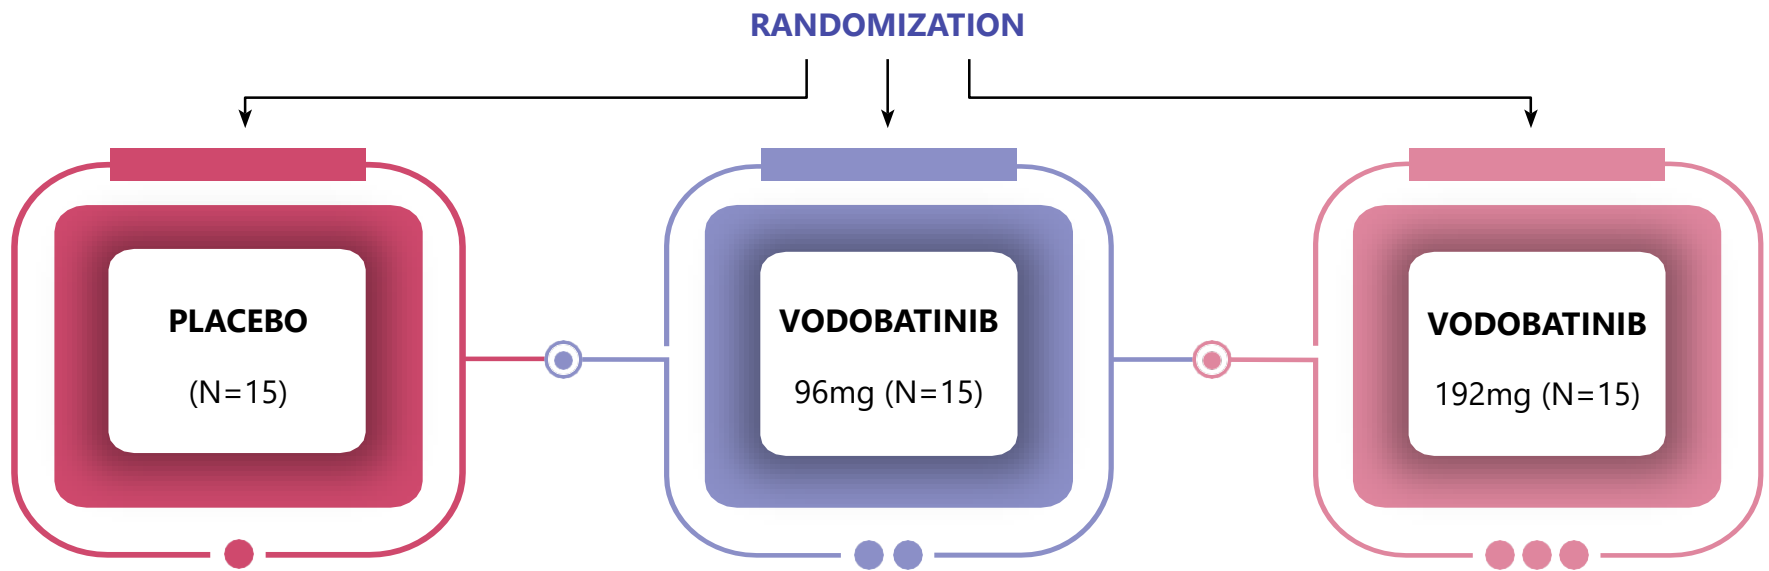 RANDOMIZATION
PLACEBO
(N=15)
VODOBATINIB
96mg (N=15)
VODOBATINIB
192mg (N=15)